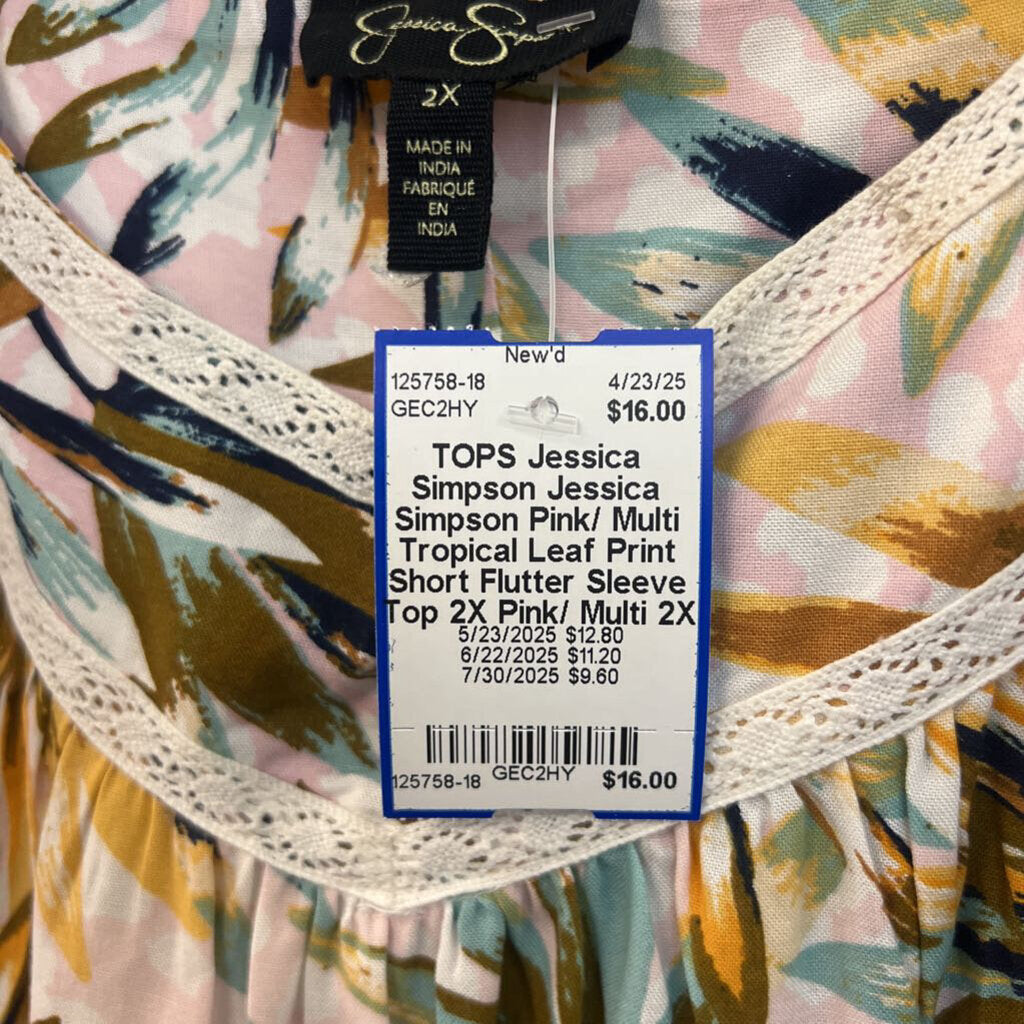 Jessica Simpson
2X
MADE IN
INDIA
FABRIQUÉ
EN
INDIA
New'd
125758-18 4/23/25
GEC2HY $16.00
TOPS Jessica
Simpson Jessica
Simpson Pink/ Multi
Tropical Leaf Print
Short Flutter Sleeve
Top 2X Pink/ Multi 2X
5/23/2025 $12.80
6/22/2025 $11.20
7/30/2025 $9.60
125758-18 GEC2HY $16.00